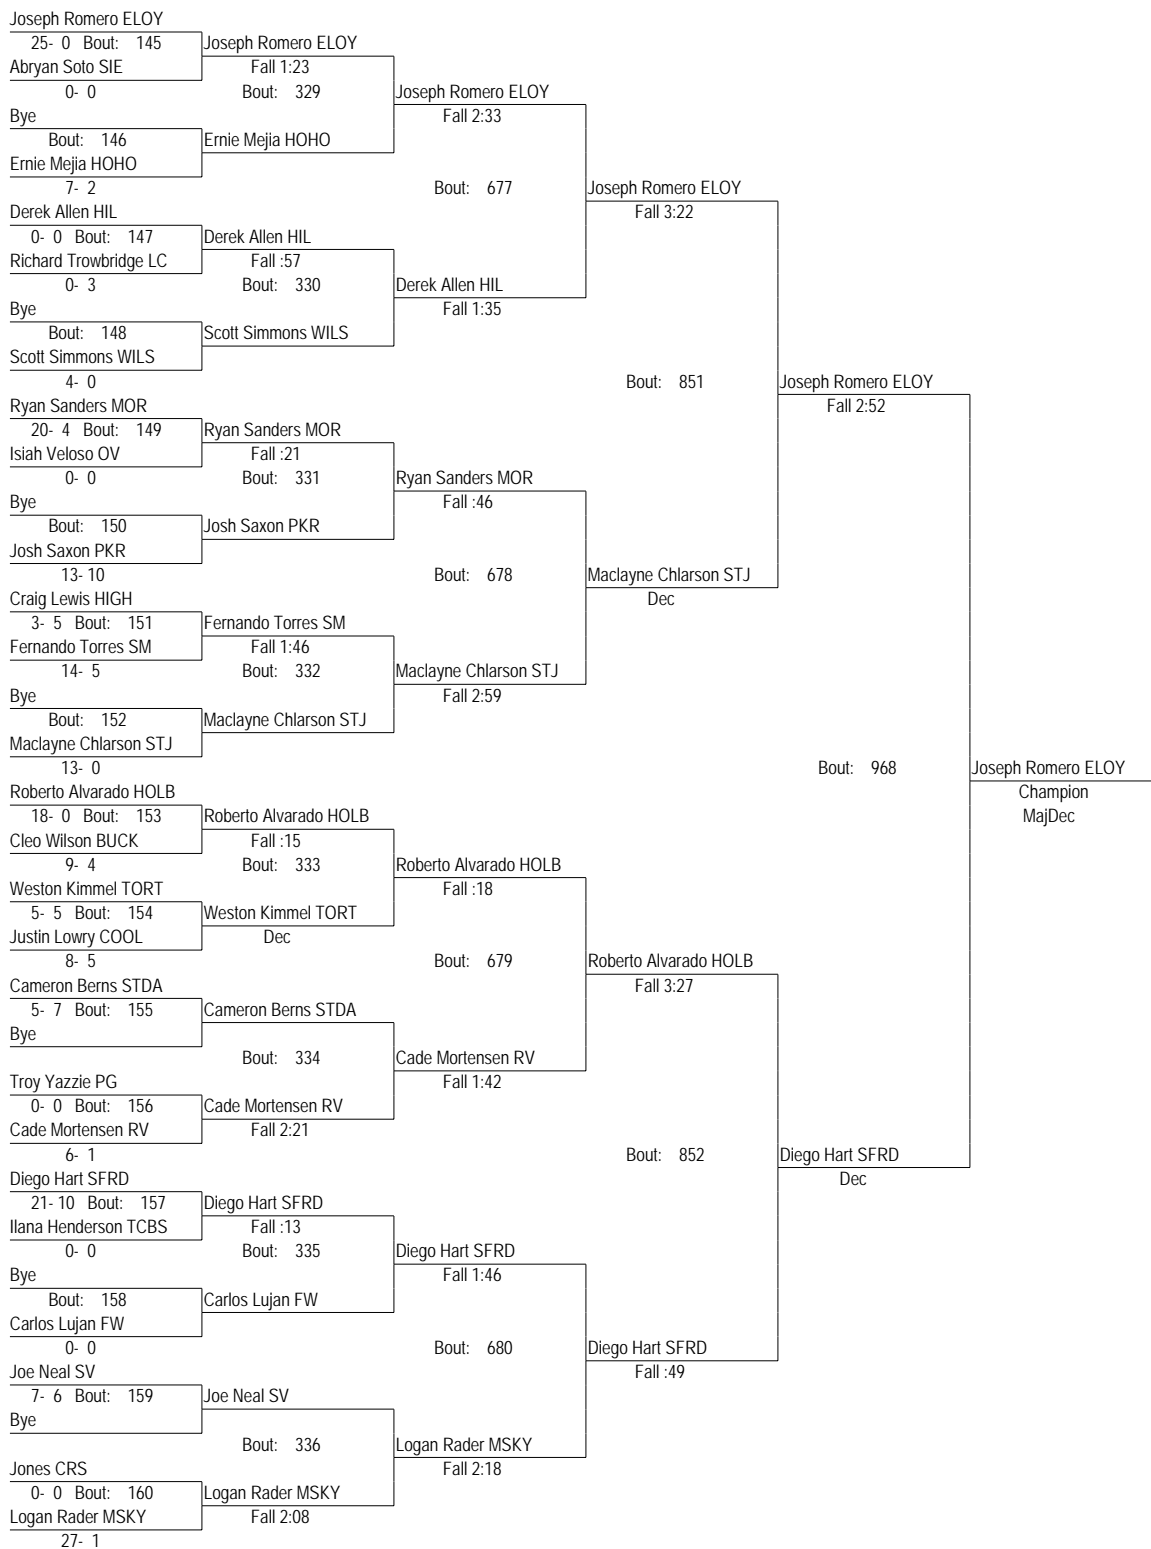 Joseph Romero ELOY
25- 0 Bout: 145 Joseph Romero ELOY
Abryan Soto SIE Fall 1:23
0- 0 Bout: 329 Joseph Romero ELOY
Bye Fall 2:33
Bout: 146 Ernie Mejia HOHO
Ernie Mejia HOHO
7- 2 Bout: 677 Joseph Romero ELOY
Derek Allen HIL Fall 3:22
0- 0 Bout: 147 Derek Allen HIL
Richard Trowbridge LC Fall :57
0- 3 Bout: 330 Derek Allen HIL
Bye Fall 1:35
Bout: 148 Scott Simmons WILS
Scott Simmons WILS
4- 0 Bout: 851 Joseph Romero ELOY
Ryan Sanders MOR Fall 2:52
20- 4 Bout: 149 Ryan Sanders MOR
Isiah Veloso OV Fall :21
0- 0 Bout: 331 Ryan Sanders MOR
Bye Fall :46
Bout: 150 Josh Saxon PKR
Josh Saxon PKR
13- 10 Bout: 678 Maclayne Chlarson STJ
Craig Lewis HIGH Dec
3- 5 Bout: 151 Fernando Torres SM
Fernando Torres SM Fall 1:46
14- 5 Bout: 332 Maclayne Chlarson STJ
Bye Fall 2:59
Bout: 152 Maclayne Chlarson STJ
Maclayne Chlarson STJ
13- 0 Bout: 968 Joseph Romero ELOY
Roberto Alvarado HOLB Champion
18- 0 Bout: 153 Roberto Alvarado HOLB MajDec
Cleo Wilson BUCK Fall :15
9- 4 Bout: 333 Roberto Alvarado HOLB
Weston Kimmel TORT Fall :18
5- 5 Bout: 154 Weston Kimmel TORT
Justin Lowry COOL Dec
8- 5 Bout: 679 Roberto Alvarado HOLB
Cameron Berns STDA Fall 3:27
5- 7 Bout: 155 Cameron Berns STDA
Bye
Bout: 334 Cade Mortensen RV
Troy Yazzie PG Fall 1:42
0- 0 Bout: 156 Cade Mortensen RV
Cade Mortensen RV Fall 2:21
6- 1 Bout: 852 Diego Hart SFRD
Diego Hart SFRD Dec
21- 10 Bout: 157 Diego Hart SFRD
Ilana Henderson TCBS Fall :13
0- 0 Bout: 335 Diego Hart SFRD
Bye Fall 1:46
Bout: 158 Carlos Lujan FW
Carlos Lujan FW
0- 0 Bout: 680 Diego Hart SFRD
Joe Neal SV Fall :49
7- 6 Bout: 159 Joe Neal SV
Bye
Bout: 336 Logan Rader MSKY
Jones CRS Fall 2:18
0- 0 Bout: 160 Logan Rader MSKY
Logan Rader MSKY Fall 2:08
27- 1